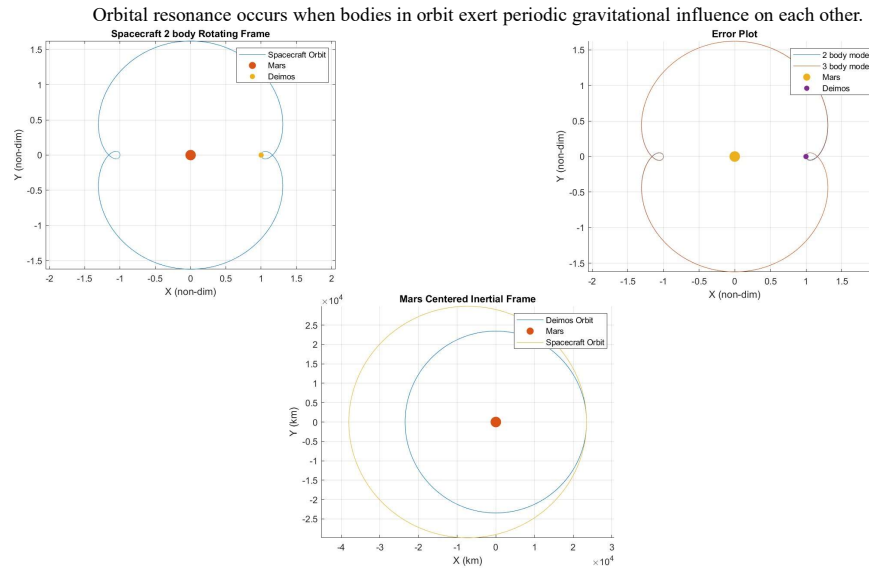 Orbital resonance occurs when bodies in orbit exert periodic gravitational influence on each other.
Spacecraft 2 body Rotating Frame
Spacecraft Orbit
Mars
Deimos
1.5
1
0.5
0
-0.5
-1
-1.5
Y (non-dim)
-2 -1.5 -1 -0.5 0 0.5 1 1.5 2
X (non-dim)
Error Plot
2 body mode
3 body mode
Mars
Deimos
1.5
1
0.5
0
-0.5
-1
-1.5
Y (non-dim)
-2 -1.5 -1 -0.5 0 0.5 1 1.5
X (non-dim)
Mars Centered Inertial Frame
×10⁴
Deimos Orbit
Mars
Spacecraft Orbit
2.5
2
1.5
1
0.5
0
-0.5
-1
-1.5
-2
-2.5
Y (km)
-4 -3 -2 -1 0 1 2 3
X (km)
×10⁴